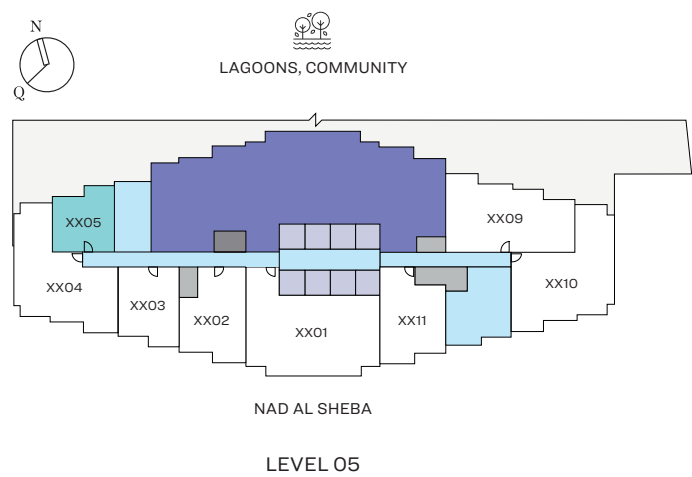 N
Q
LAGOONS, COMMUNITY
XX05
XX09
XX04
XX03
XX02
XX01
XX11
XX10
NAD AL SHEBA
LEVEL 05